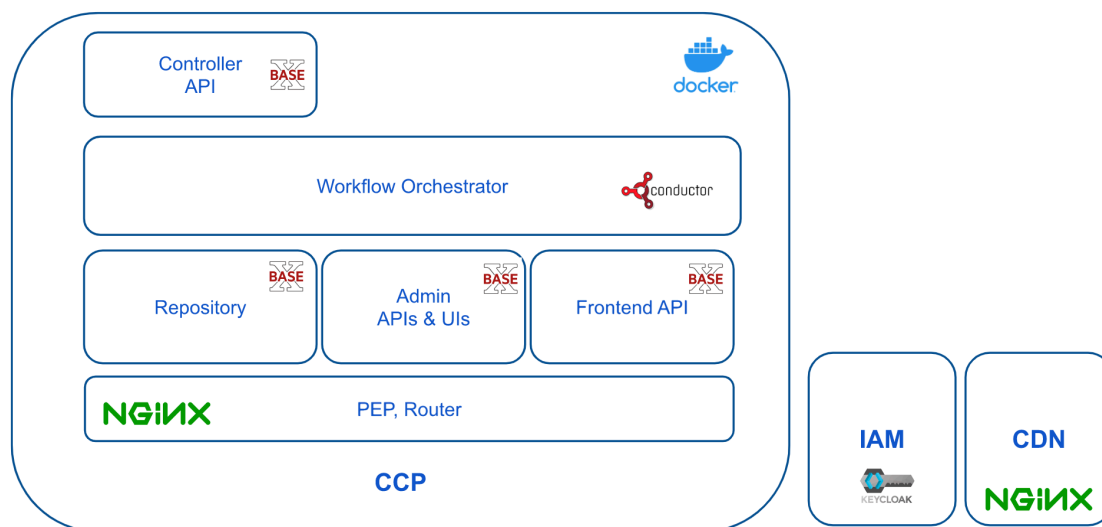 Controller
API
BASE
X
docker
Workflow Orchestrator
conductor
Repository
BASE
X
Admin
APIs & UIs
BASE
X
Frontend API
BASE
X
NGINX
PEP, Router
CCP
IAM
KEYCLOAK
CDN
NGINX